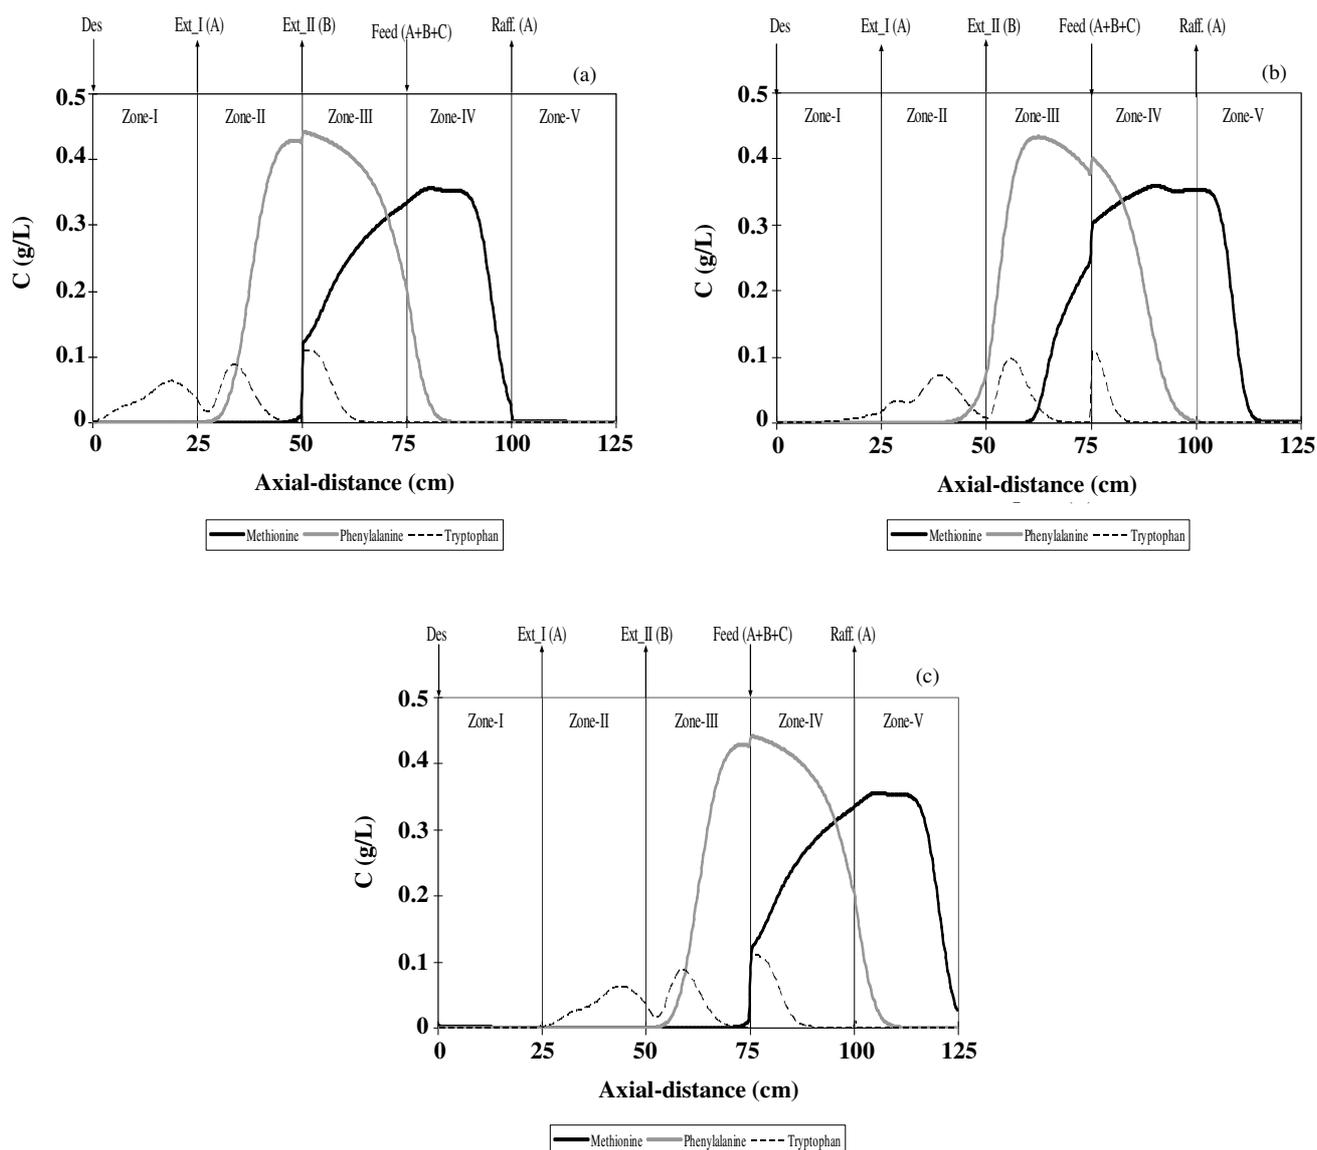 Des Ext_I (A) Ext_II (B) Feed (A+B+C) Raff. (A)
(a)
0.5
Zone-I Zone-II Zone-III Zone-IV Zone-V
0.4
0.3
0.2
0.1
0
C (g/L)
0 25 50 75 100 125
Axial-distance (cm)
Methionine Phenylalanine Tryptophan
Des Ext_I (A) Ext_II (B) Feed (A+B+C) Raff. (A)
(b)
0.5
Zone-I Zone-II Zone-III Zone-IV Zone-V
0.4
0.3
0.2
0.1
0
C (g/L)
0 25 50 75 100 125
Axial-distance (cm)
Methionine Phenylalanine Tryptophan
Des Ext_I (A) Ext_II (B) Feed (A+B+C) Raff. (A)
(c)
0.5
Zone-I Zone-II Zone-III Zone-IV Zone-V
0.4
0.3
0.2
0.1
0
C (g/L)
0 25 50 75 100 125
Axial-distance (cm)
Methionine Phenylalanine Tryptophan